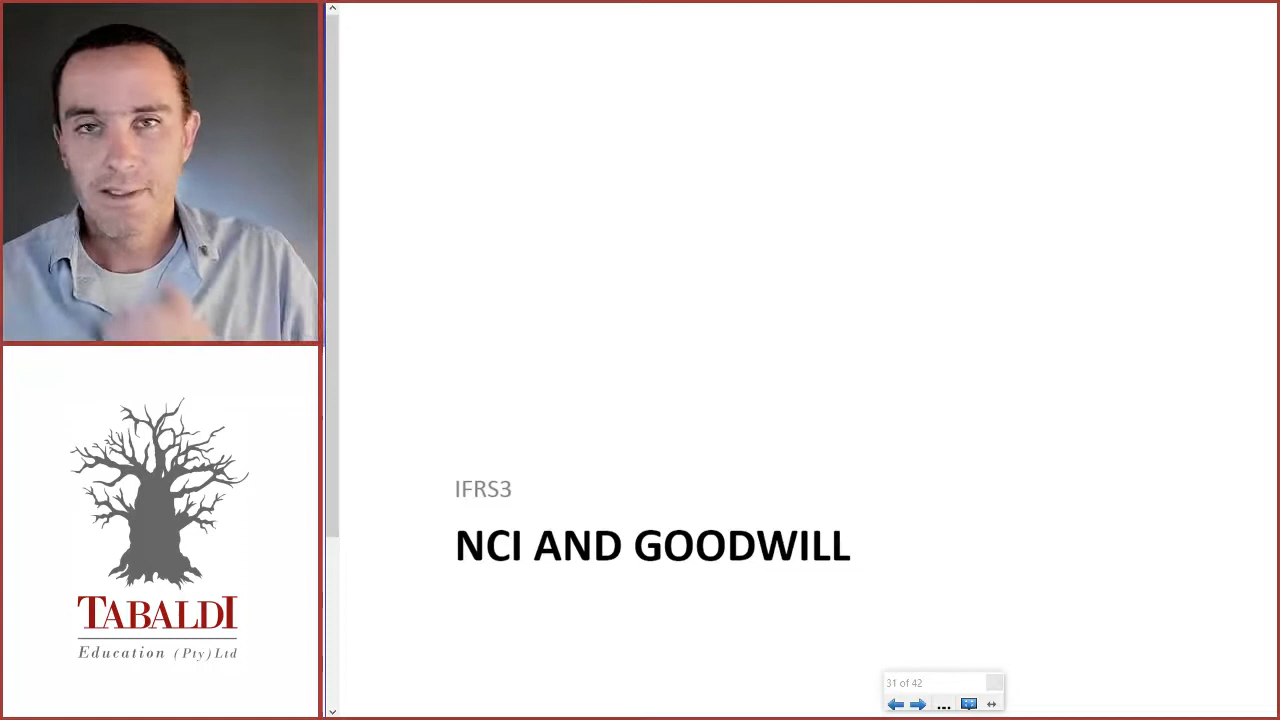 TABALDI
Education (Pty) Ltd
IFRS3
NCI AND GOODWILL
31 of 42
...